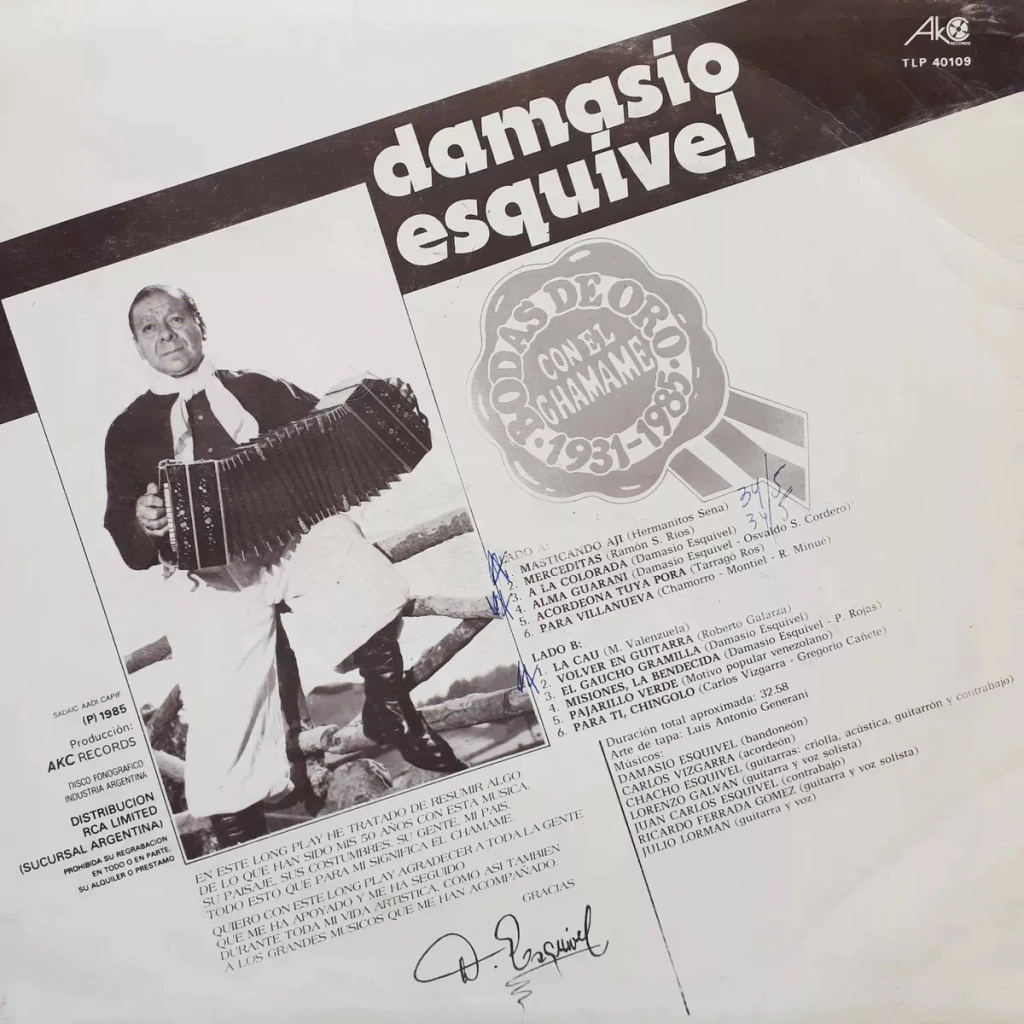 AkC
RECORDS
TLP 40109
damasio
esquivel
BODAS DE ORO
CON EL
CHAMAME
1931-1985
34/5
34/5
LADO A:
1. MASTICANDO AJI (Hermanitos Sena)
2. MERCEDITAS (Ramón S. Rios)
3. A LA COLORADA (Damasio Esquivel)
4. ALMA GUARANI (Damasio Esquivel - Osvaldo S. Cordero)
5. ACORDEONA TUYA PORA (Tarragó Ros)
6. PARA VILLANUEVA (Chamorro - Montiel - R. Minué)
LADO B:
1. LA CAU (M. Valenzuela)
2. VOLVER EN GUITARRA (Roberto Galarza)
3. EL GAUCHO GRAMILLA (Damasio Esquivel)
4. MISIONES, LA BENDECIDA (Damasio Esquivel - P. Rojas)
5. PAJARILLO VERDE (Motivo popular venezolano)
6. PARA TI, CHINGOLO (Carlos Vizgarra - Gregorio Cañete)
Duración total aproximada: 32.58
Arte de tapa: Luis Antonio Generani
Músicos:
DAMASIO ESQUIVEL (bandoneón)
CARLOS VIZGARRA (acordeón)
CHACHO ESQUIVEL (guitarras: criolla, acústica, guitarrón y contrabajo)
LORENZO GALVAN (guitarra y voz solista)
JUAN CARLOS ESQUIVEL (contrabajo)
RICARDO FERRADA GOMEZ (guitarra y voz solista)
JULIO LORMAN (guitarra y voz)
SADAIC AADI CAPIF
(P) 1985
Producción:
AKC RECORDS
DISCO FONOGRAFICO
INDUSTRIA ARGENTINA
DISTRIBUCION
RCA LIMITED
(SUCURSAL ARGENTINA)
PROHIBIDA SU REGRABACION
EN TODO O EN PARTE,
SU ALQUILER O PRESTAMO
EN ESTE LONG PLAY HE TRATADO DE RESUMIR ALGO
DE LO QUE HAN SIDO MIS 50 AÑOS CON ESTA MUSICA.
SU PAISAJE, SUS COSTUMBRES. SU GENTE. MI PAIS.
TODO ESTO QUE PARA MI SIGNIFICA EL CHAMAME.
QUIERO CON ESTE LONG PLAY AGRADECER A TODA LA GENTE
QUE ME HA APOYADO Y ME HA SEGUIDO
DURANTE TODA MI VIDA ARTISTICA. COMO ASI TAMBIEN
A LOS GRANDES MUSICOS QUE ME HAN ACOMPAÑADO.
GRACIAS
D. Esquivel